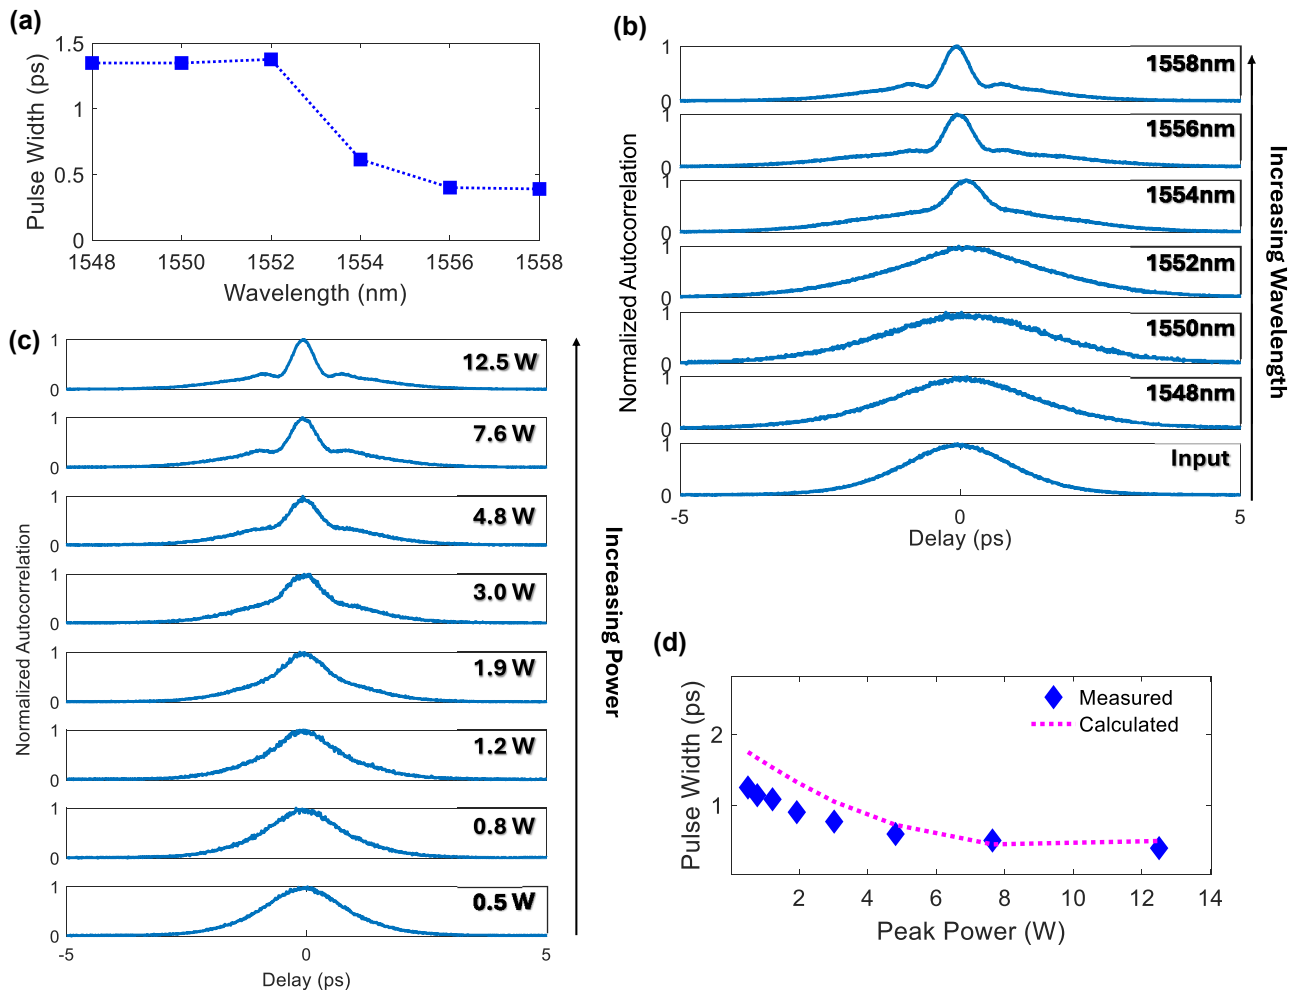 (a)
1.5
1
0.5
0
1548 1550 1552 1554 1556 1558
Pulse Width (ps)
Wavelength (nm)
(b)
1
0
1558nm
1
0
1556nm
1
0
1554nm
1
0
1552nm
1
0
1550nm
1
0
1548nm
1
0
Input
-5 0 5
Delay (ps)
Normalized Autocorrelation
Increasing Wavelength
(c)
1
0
12.5 W
1
0
7.6 W
1
0
4.8 W
1
0
3.0 W
1
0
1.9 W
1
0
1.2 W
1
0
0.8 W
1
0
0.5 W
-5 0 5
Delay (ps)
Normalized Autocorrelation
Increasing Power
(d)
Measured
Calculated
2
1
2 4 6 8 10 12 14
Pulse Width (ps)
Peak Power (W)